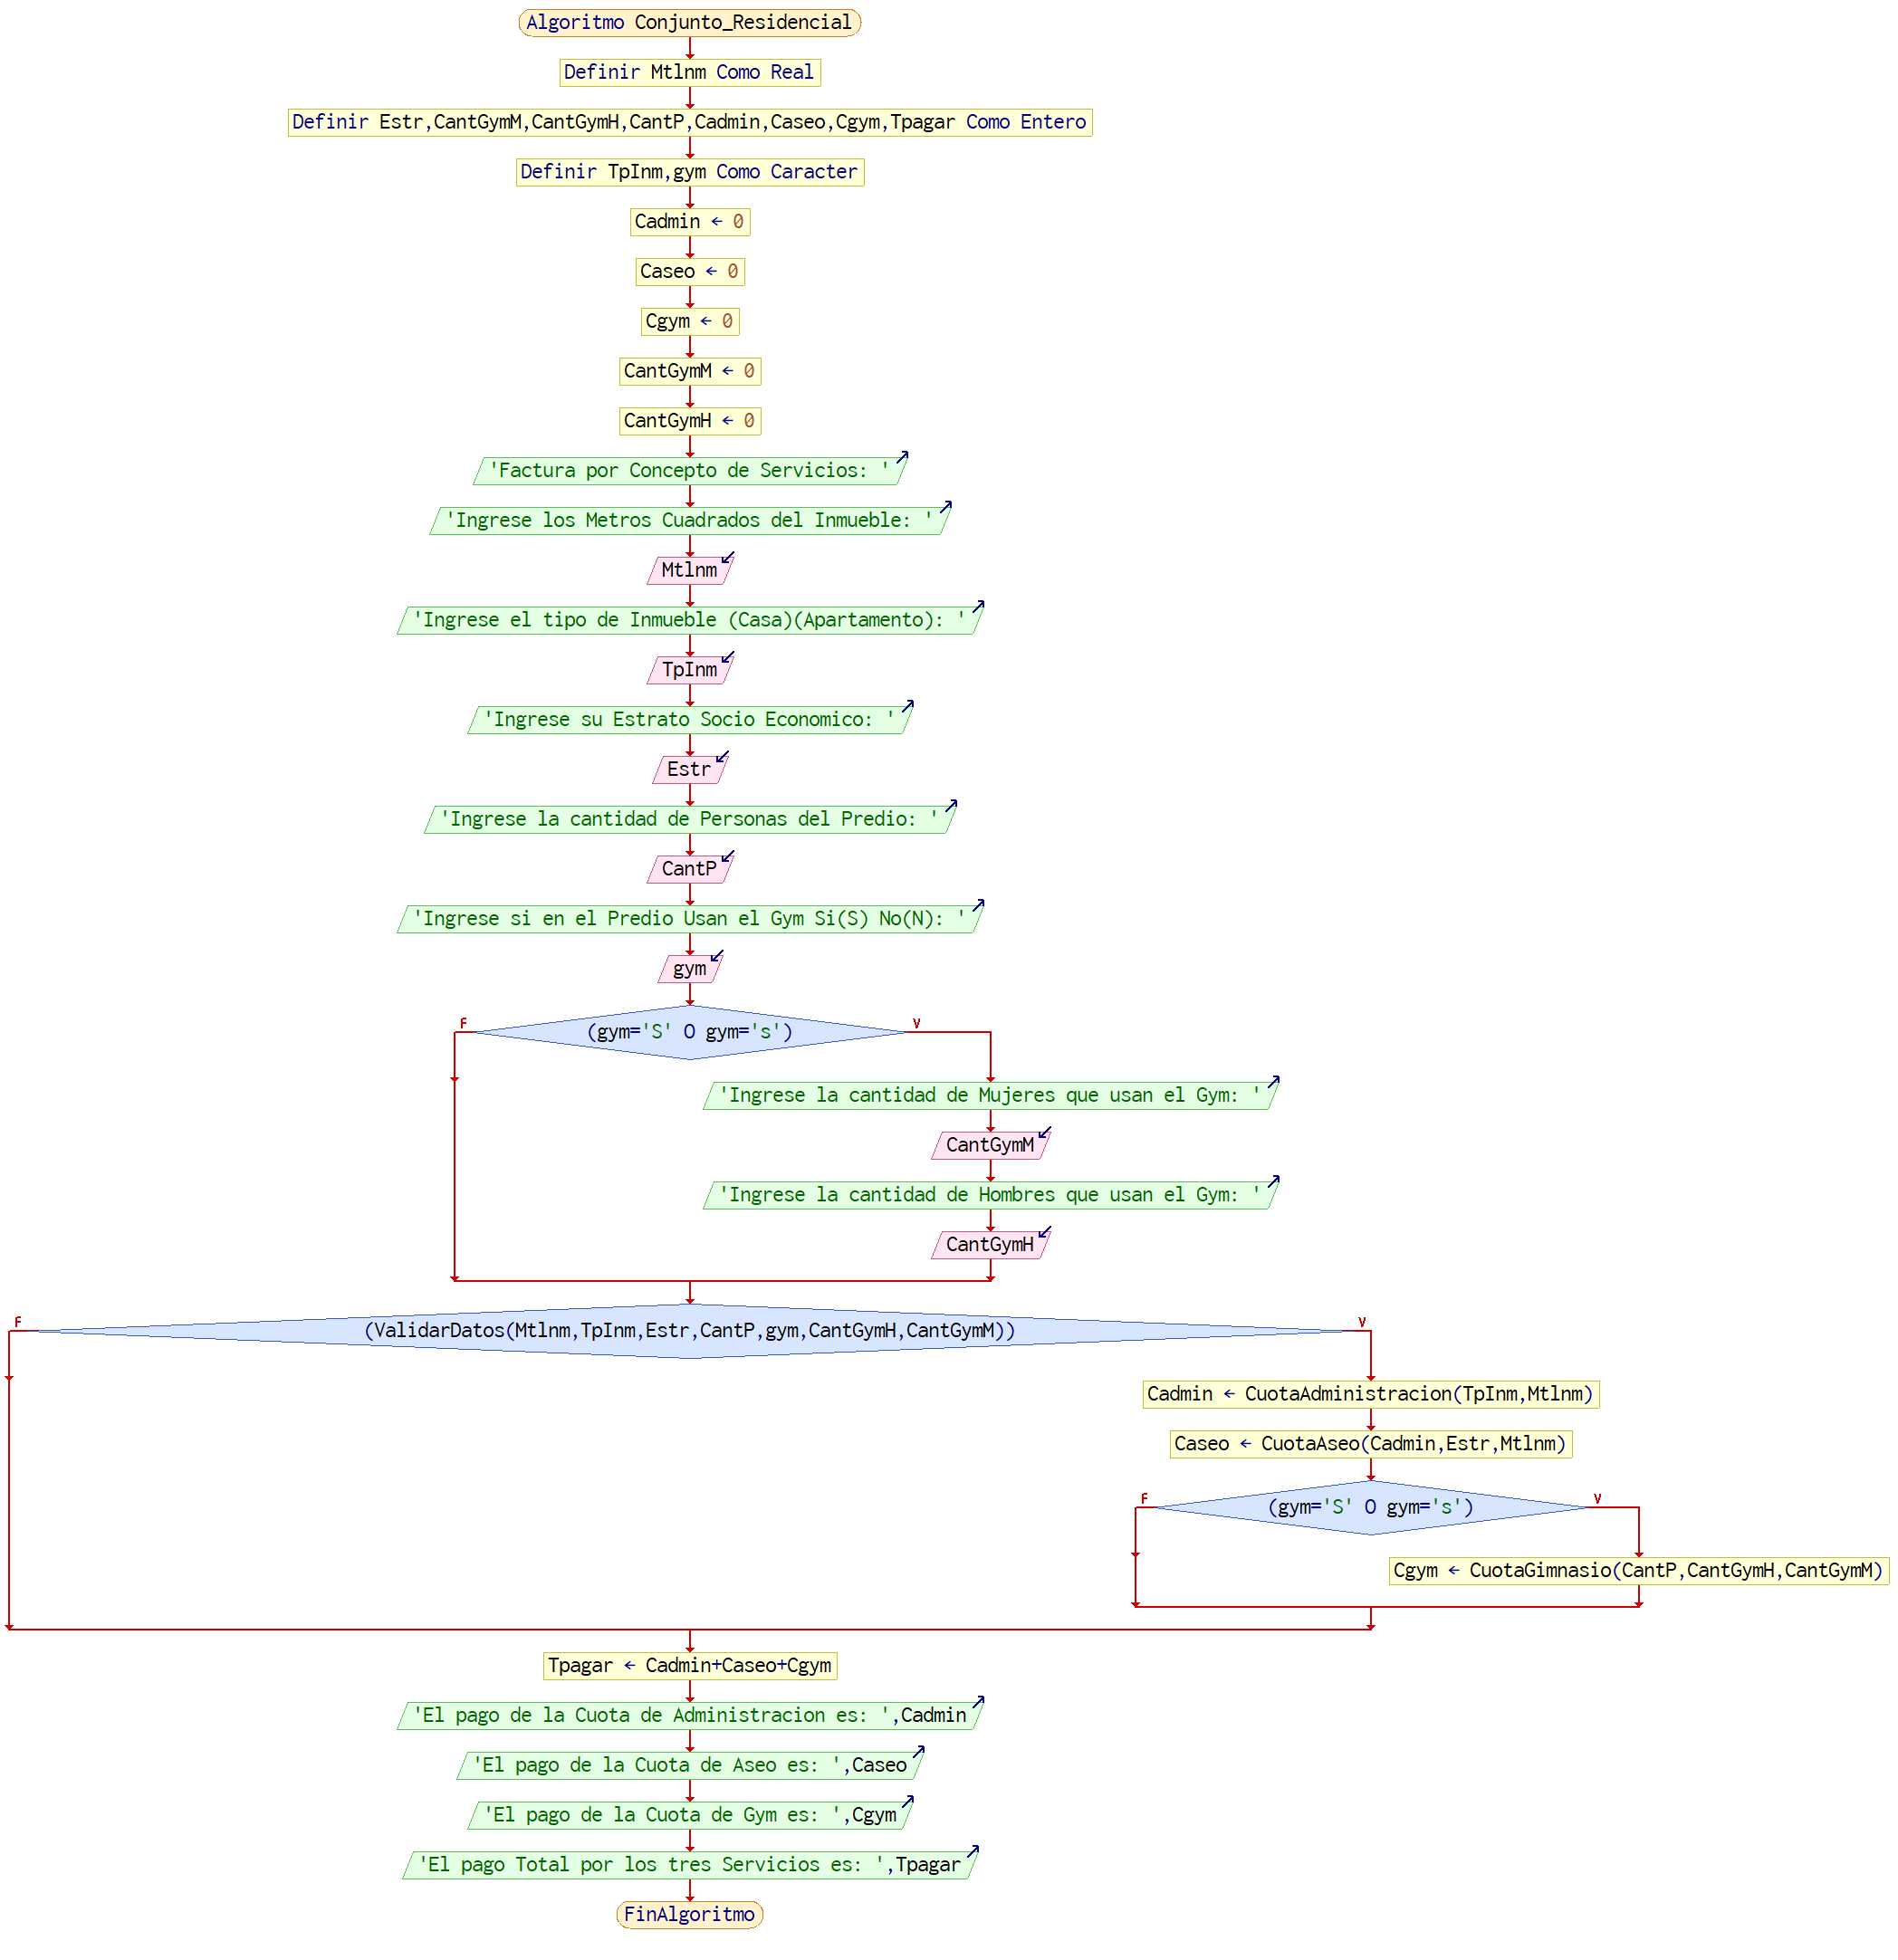 Algoritmo Conjunto_Residencial
Definir Mtlnm Como Real
Definir Estr,CantGymM,CantGymH,CantP,Cadmin,Caseo,Cgym,Tpagar Como Entero
Definir TpInm,gym Como Caracter
Cadmin ← 0
Caseo ← 0
Cgym ← 0
CantGymM ← 0
CantGymH ← 0
'Factura por Concepto de Servicios: '
'Ingrese los Metros Cuadrados del Inmueble: '
Mtlnm
'Ingrese el tipo de Inmueble (Casa)(Apartamento): '
TpInm
'Ingrese su Estrato Socio Economico: '
Estr
'Ingrese la cantidad de Personas del Predio: '
CantP
'Ingrese si en el Predio Usan el Gym Si(S) No(N): '
gym
F (gym='S' O gym='s') V
'Ingrese la cantidad de Mujeres que usan el Gym: '
CantGymM
'Ingrese la cantidad de Hombres que usan el Gym: '
CantGymH
F (ValidarDatos(Mtlnm,TpInm,Estr,CantP,gym,CantGymH,CantGymM)) V
Cadmin ← CuotaAdministracion(TpInm,Mtlnm)
Caseo ← CuotaAseo(Cadmin,Estr,Mtlnm)
F (gym='S' O gym='s') V
Cgym ← CuotaGimnasio(CantP,CantGymH,CantGymM)
Tpagar ← Cadmin+Caseo+Cgym
'El pago de la Cuota de Administracion es: ',Cadmin
'El pago de la Cuota de Aseo es: ',Caseo
'El pago de la Cuota de Gym es: ',Cgym
'El pago Total por los tres Servicios es: ',Tpagar
FinAlgoritmo